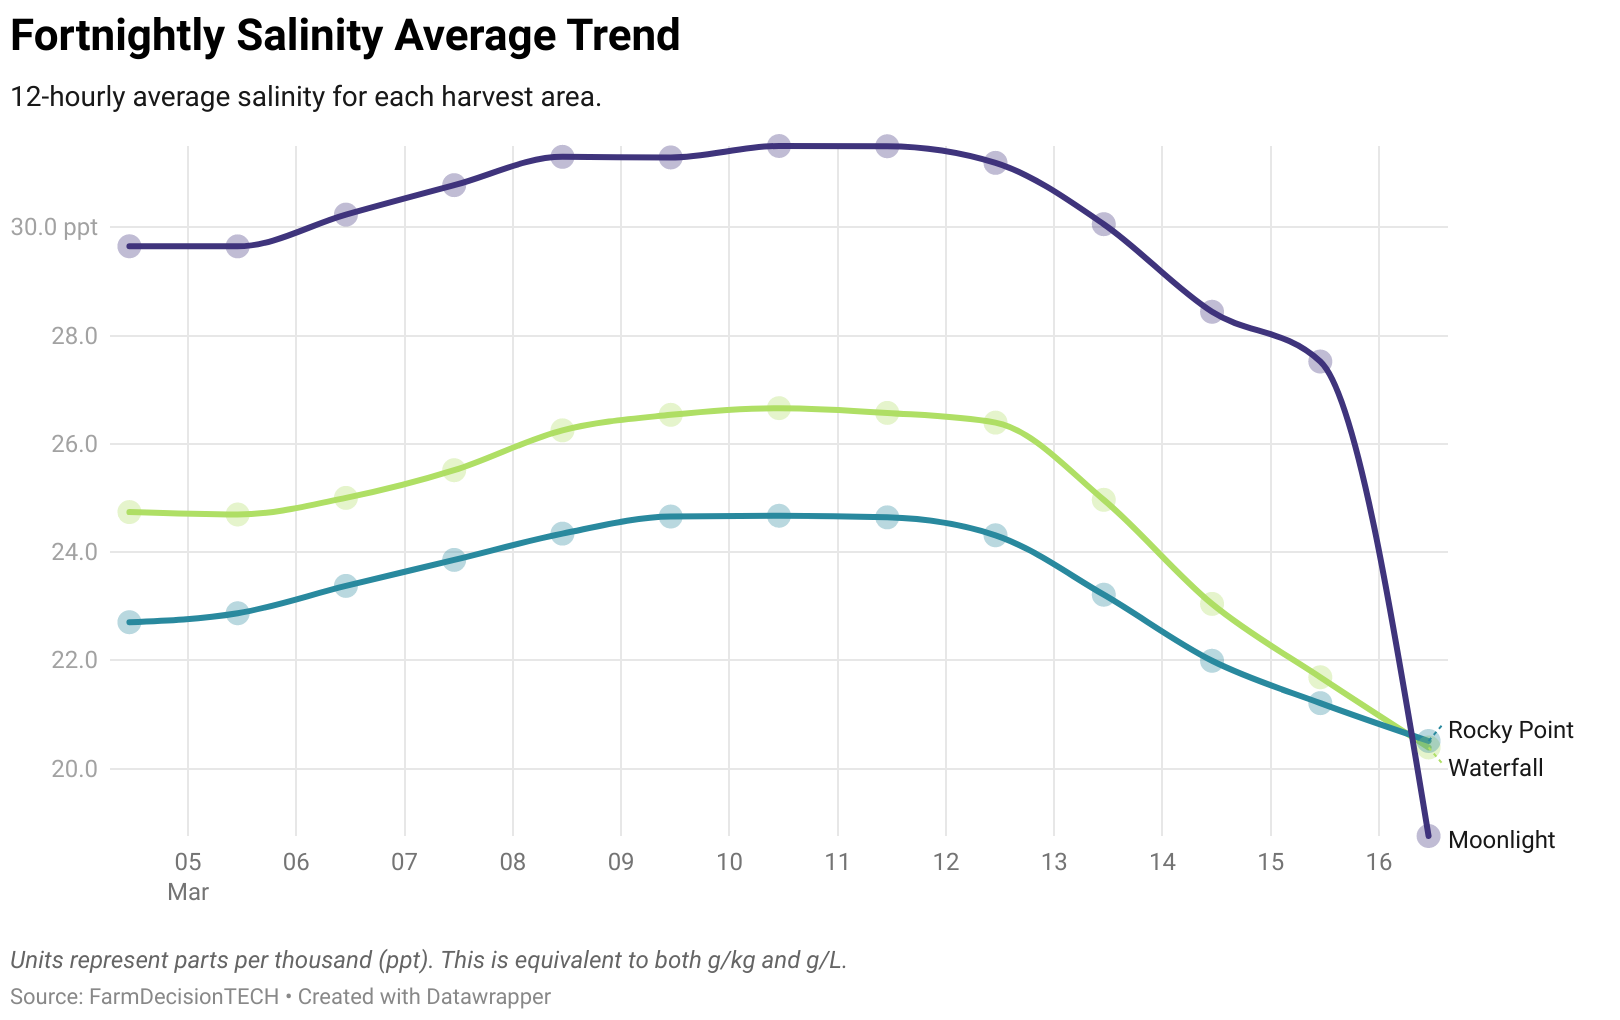 Fortnightly Salinity Average Trend
12-hourly average salinity for each harvest area.
30.0 ppt
28.0
26.0
24.0
22.0
20.0
Rocky Point
Waterfall
Moonlight
05 06 07 08 09 10 11 12 13 14 15 16
Mar
Units represent parts per thousand (ppt). This is equivalent to both g/kg and g/L.
Source: FarmDecisionTECH • Created with Datawrapper